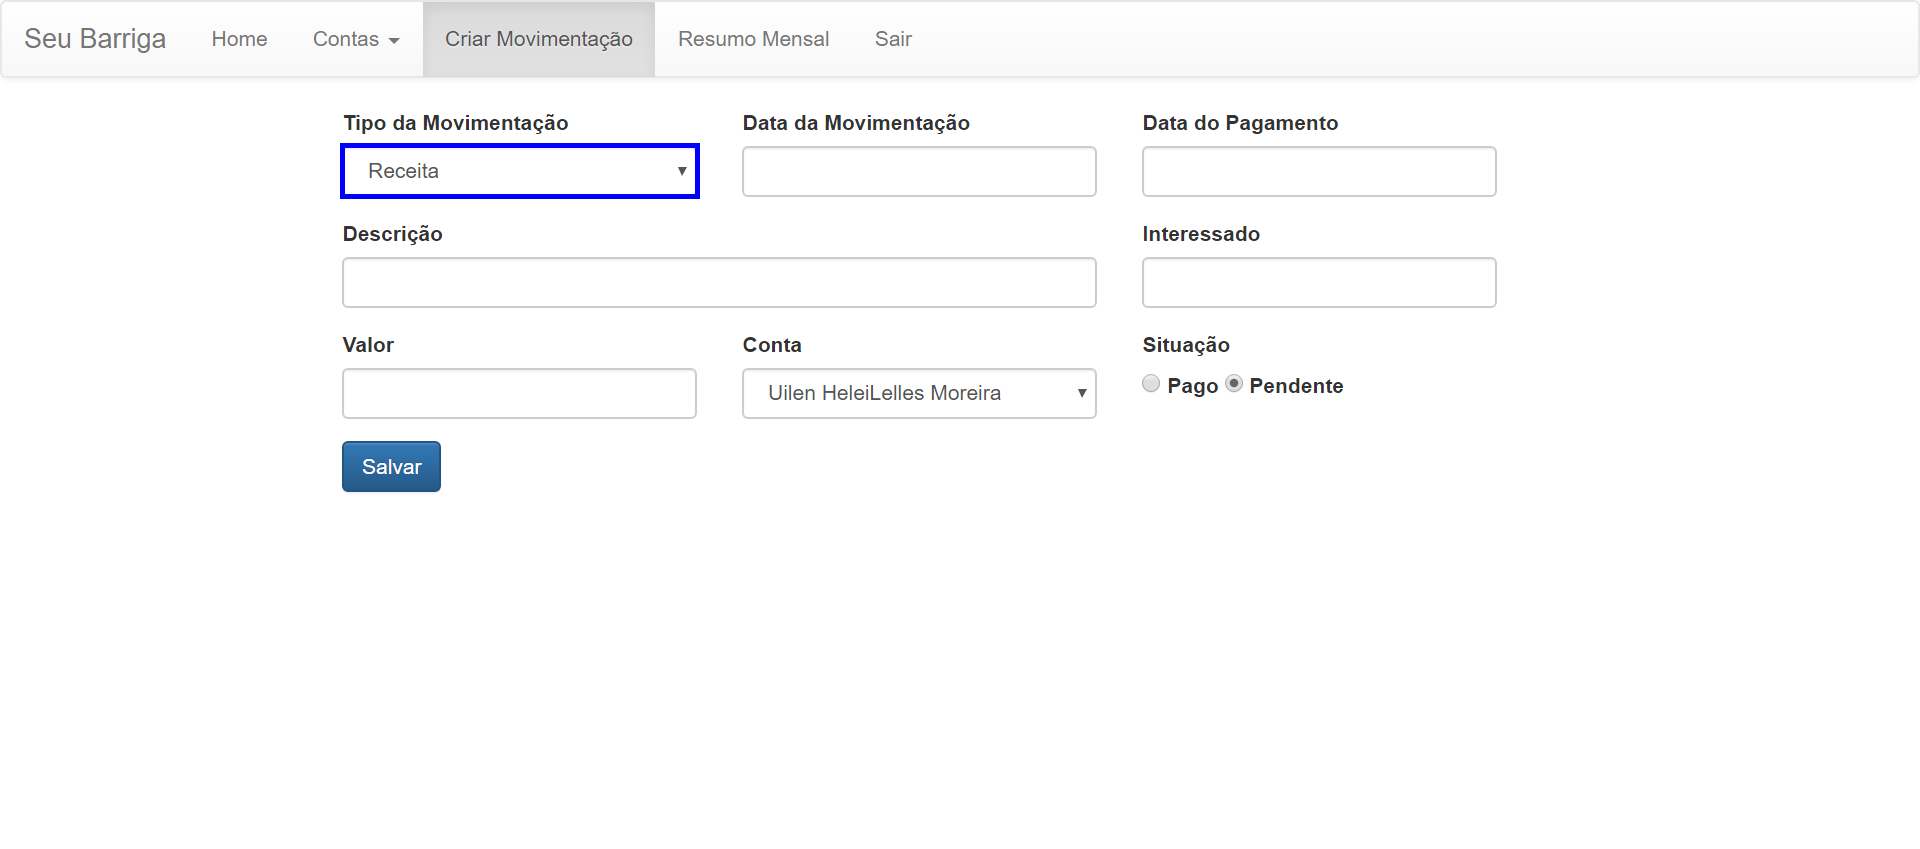 Seu Barriga Home Contas Criar Movimentação Resumo Mensal Sair
Tipo da Movimentação Data da Movimentação Data do Pagamento
Receita
Descrição Interessado
Valor Conta Situação
Uilen HeleiLelles Moreira Pago Pendente
Salvar